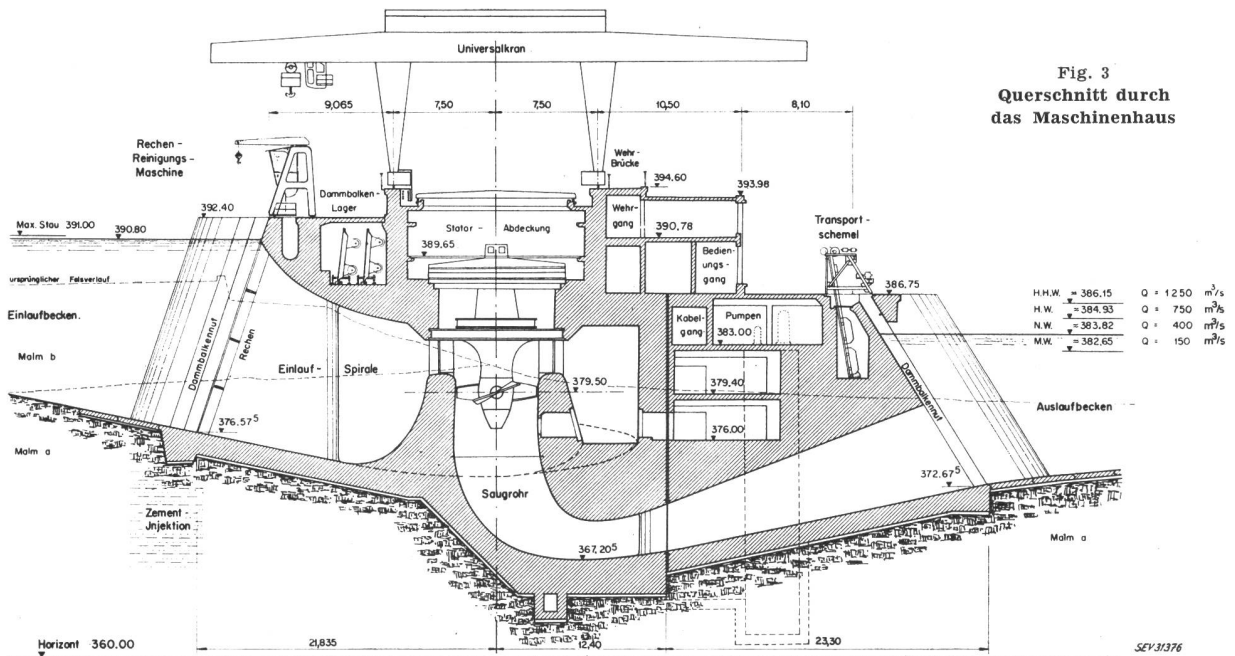 Universalkran
Fig. 3
Querschnitt durch
das Maschinenhaus
9,065
7,50
7,50
10,50
8,10
Rechen-
Reinigungs-
Maschine
Wehr-
Brücke
394,60
393,98
Dammbalken-
Lager
392,40
Wehr-
gang
Transport-
schemel
Max. Stau 391.00
390.80
Stator - Abdeckung
390,78
389,65
Bedien-
ungs-
gang
ursprünglicher Felsverlauf
386,75
H.H.W. = 386,15 Q = 1250 m³/s
H.W. = 384,93 Q = 750 m³/s
N.W. = 383,82 Q = 400 m³/s
M.W. = 382,65 Q = 150 m³/s
Einlaufbecken.
Kabel-
gang
Pumpen
383,00
Malm b
Dammbalkennut
Rechen
Einlauf - Spirale
379,50
379,40
Dammbalkennut
Auslaufbecken
376,57⁵
376,00
Malm a
Saugrohr
372,67⁵
Zement-
Jnjektion
367,20⁵
Malm a
Horizont 360.00
21,835
12,40
23,30
SEV 31376